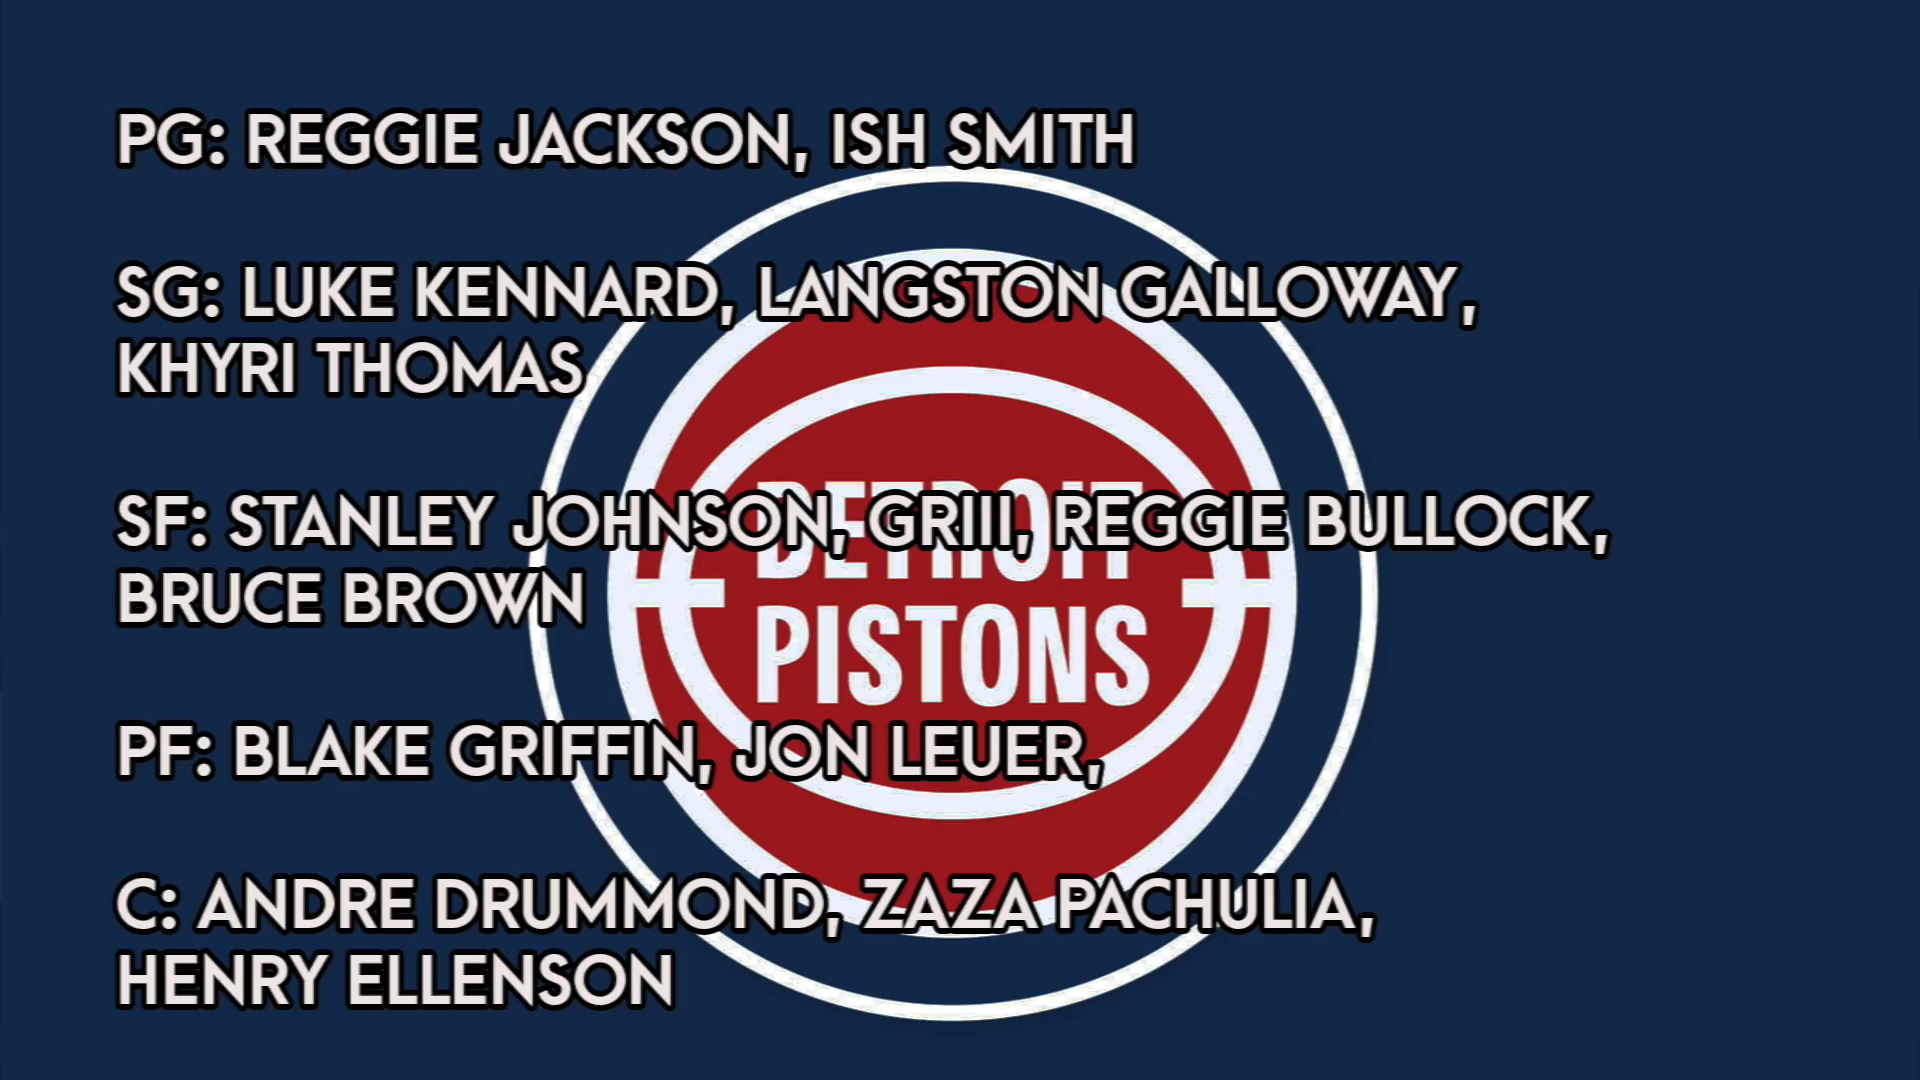 PG: REGGIE JACKSON, ISH SMITH
SG: LUKE KENNARD, LANGSTON GALLOWAY,
KHYRI THOMAS
SF: STANLEY JOHNSON, GRIII, REGGIE BULLOCK,
BRUCE BROWN
DETROIT
PISTONS
PF: BLAKE GRIFFIN, JON LEUER,
C: ANDRE DRUMMOND, ZAZA PACHULIA,
HENRY ELLENSON